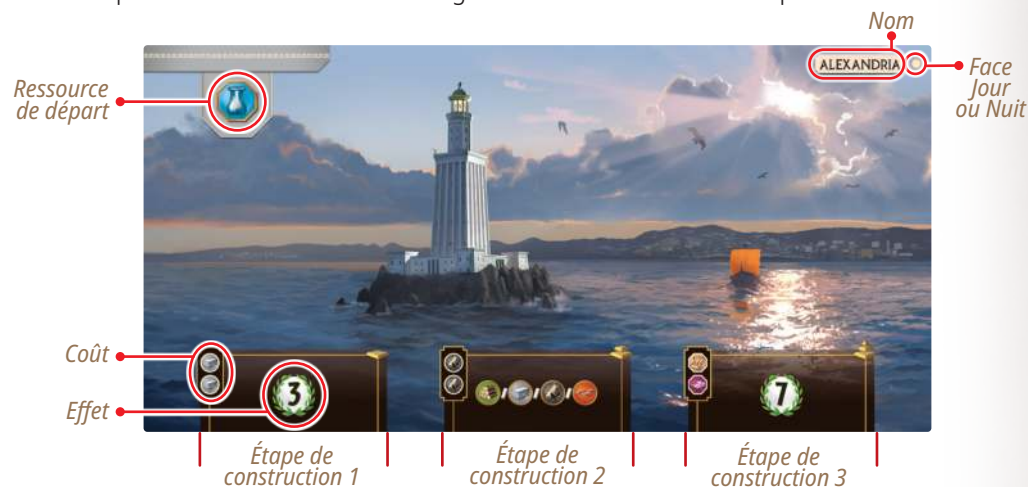 Nom
ALEXANDRIA
Face
Jour
ou Nuit
Ressource
de départ
Coût
Effet
3
7
Étape de
construction 1
Étape de
construction 2
Étape de
construction 3